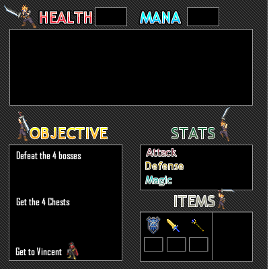 HEALTH MANA
OBJECTIVE STATS
Defeat the 4 bosses
Attack
Defense
Magic
Get the 4 Chests
ITEMS
Get to Vincent